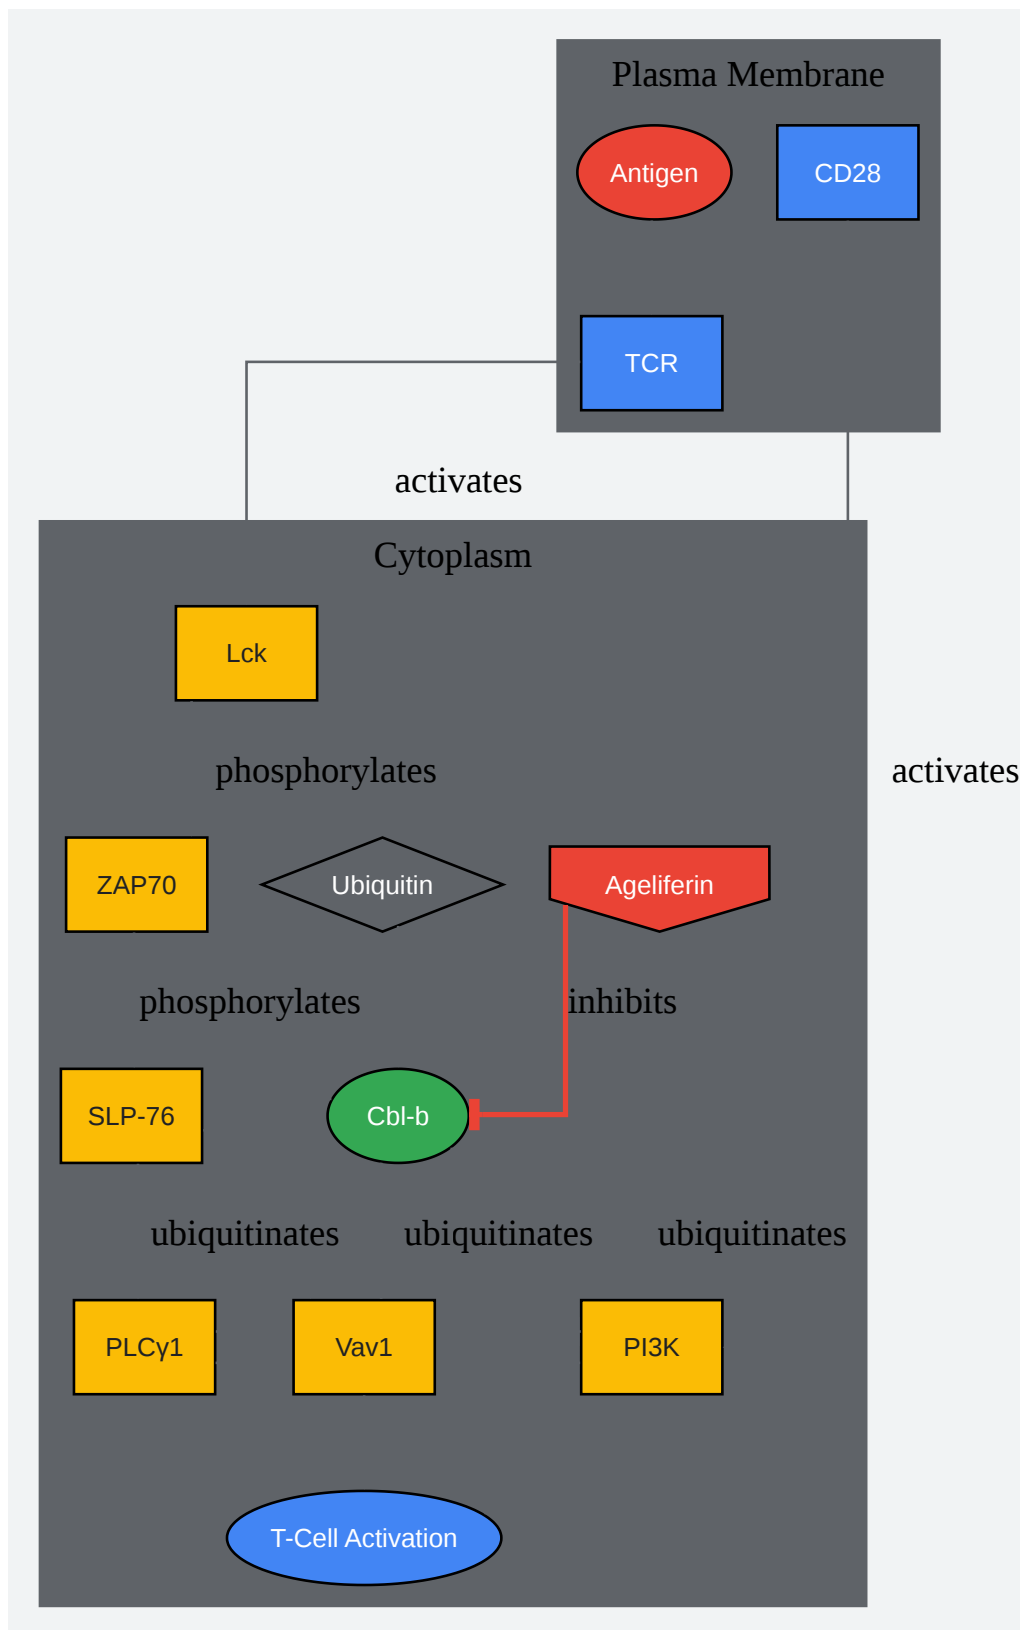 Plasma Membrane
Antigen
CD28
TCR
activates
Cytoplasm
Lck
phosphorylates
activates
ZAP70
Ubiquitin
Ageliferin
phosphorylates
inhibits
SLP-76
Cbl-b
ubiquitinates
ubiquitinates
ubiquitinates
PLCγ1
Vav1
PI3K
T-Cell Activation